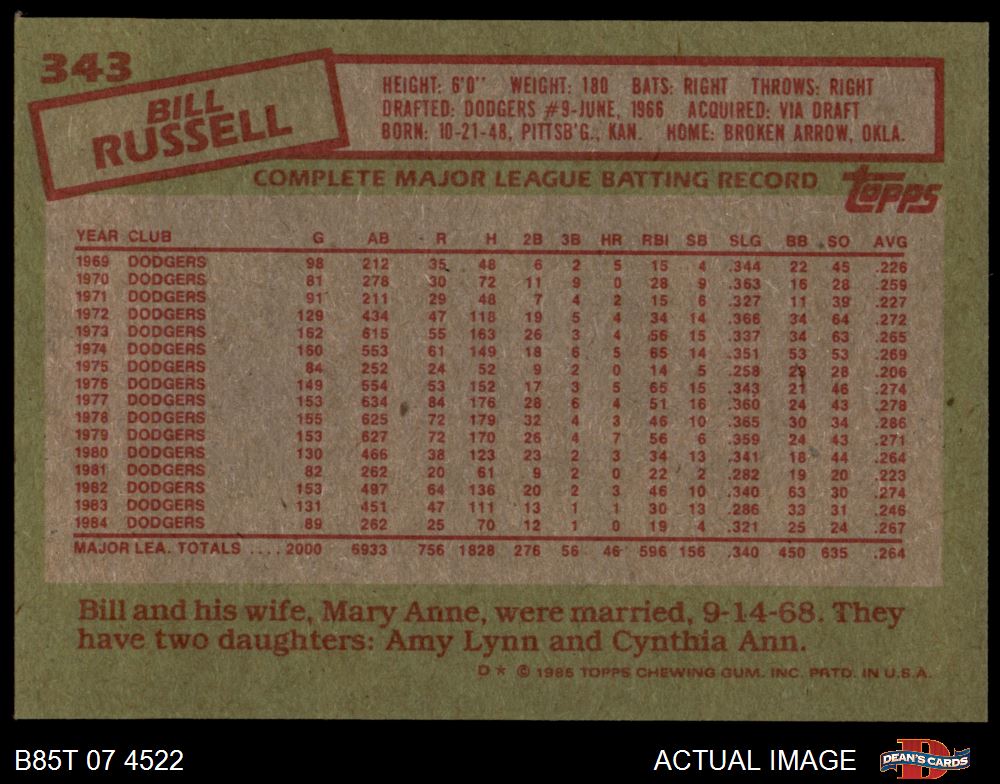 343
BILL
RUSSELL
HEIGHT: 6'0" WEIGHT: 180 BATS: RIGHT THROWS: RIGHT
DRAFTED: DODGERS #9-JUNE, 1966 ACQUIRED: VIA DRAFT
BORN: 10-21-48, PITTSB'G., KAN. HOME: BROKEN ARROW, OKLA.
COMPLETE MAJOR LEAGUE BATTING RECORD
topps
YEAR CLUB G AB R H 2B 3B HR RBI SB SLG BB SO AVG
1969 DODGERS 98 212 35 48 6 2 5 15 4 .344 22 45 .226
1970 DODGERS 81 278 30 72 11 9 0 28 9 .363 16 28 .259
1971 DODGERS 91 211 29 48 7 4 2 15 6 .327 11 39 .227
1972 DODGERS 129 434 47 118 19 5 4 34 14 .366 34 64 .272
1973 DODGERS 162 615 55 163 26 3 4 56 15 .337 34 63 .265
1974 DODGERS 160 553 61 149 18 6 5 65 14 .351 53 53 .269
1975 DODGERS 84 252 24 52 9 2 0 14 5 .258 28 .206
1976 DODGERS 149 554 53 152 17 3 5 65 15 .343 21 46 .274
1977 DODGERS 153 634 84 176 28 6 4 51 16 .360 24 43 .278
1978 DODGERS 155 625 72 179 32 4 3 46 10 .365 30 34 .286
1979 DODGERS 153 627 72 170 26 4 7 56 6 .359 24 43 .271
1980 DODGERS 130 466 38 123 23 2 3 34 13 .341 18 44 .264
1981 DODGERS 82 262 20 61 9 2 0 22 2 .282 19 20 .223
1982 DODGERS 153 497 64 136 20 2 3 46 10 .340 63 30 .274
1983 DODGERS 131 451 47 111 13 1 1 30 13 .286 33 31 .246
1984 DODGERS 89 262 25 70 12 1 0 19 4 .321 25 24 .267
MAJOR LEA. TOTALS .... 2000 6933 756 1828 276 56 46 596 156 .340 450 635 .264
Bill and his wife, Mary Anne, were married, 9-14-68. They
have two daughters: Amy Lynn and Cynthia Ann.
D* © 1985 TOPPS CHEWING GUM. INC. PRTD. IN U.S.A.
B85T 07 4522
ACTUAL IMAGE
DEAN'S CARDS